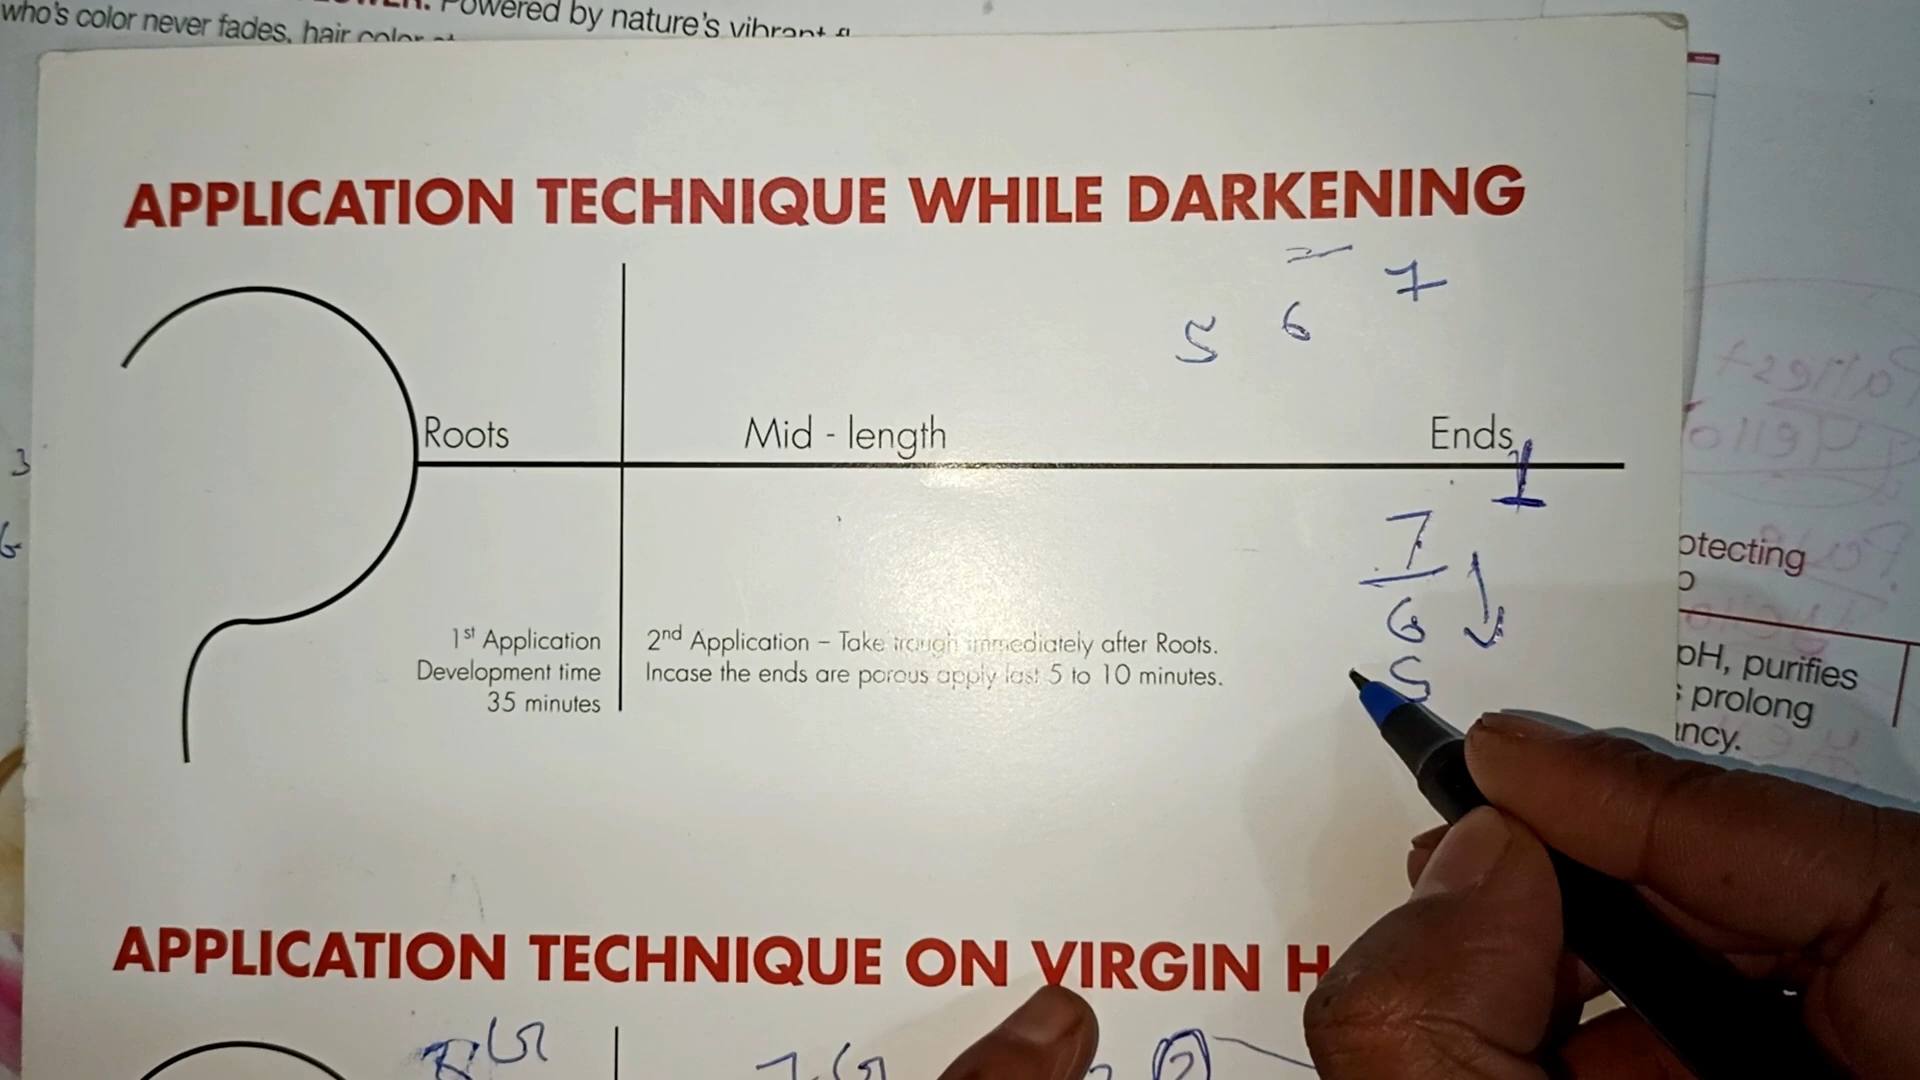 Powered by nature's vibrant
who's color never fades, hair color
APPLICATION TECHNIQUE WHILE DARKENING
7
5 6
Roots
Mid - length
Ends
1
7
6
5
1st Application
Development time
35 minutes
2nd Application – Take trough immediately after Roots.
Incase the ends are porous apply last 5 to 10 minutes.
3
6
otecting
pH, purifies
prolong
ncy.
APPLICATION TECHNIQUE ON VIRGIN H